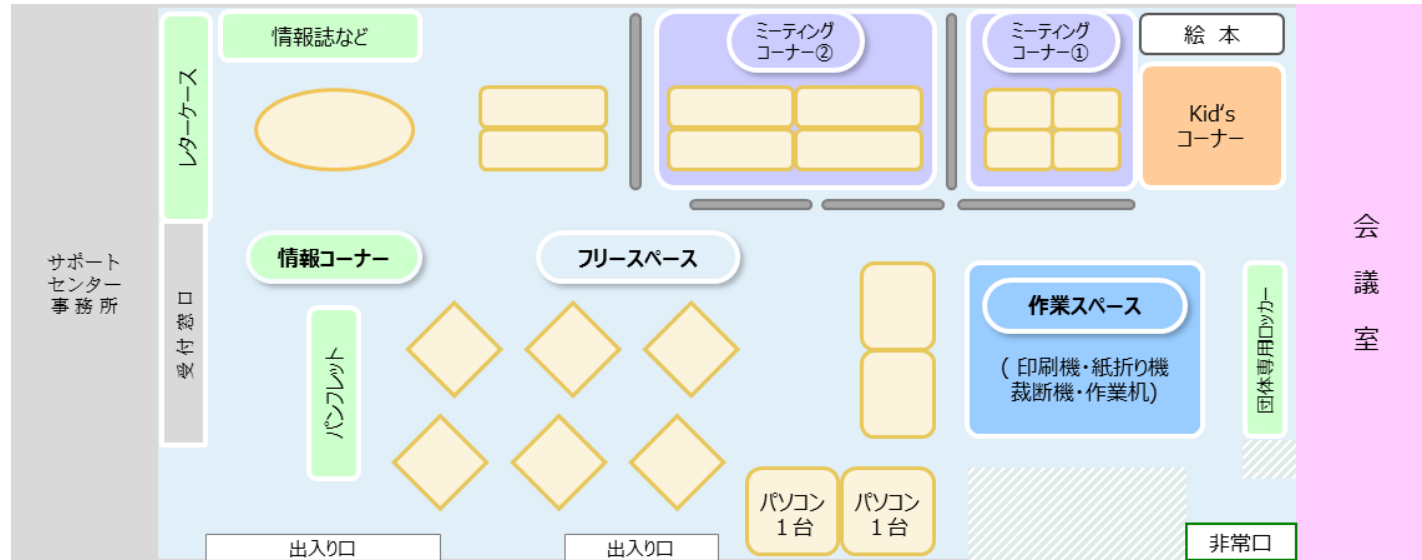 情報誌など
ミーティング
コーナー②
ミーティング
コーナー①
絵 本
レターケース
Kid's
コーナー
サポート
センター
事 務 所
受 付 窓 口
情報コーナー
フリースペース
作業スペース
( 印刷機・紙折り機
裁断機・作業机)
団体専用ロッカー
会
議
室
パンフレット
パソコン
１台
パソコン
１台
出入り口
出入り口
非常口